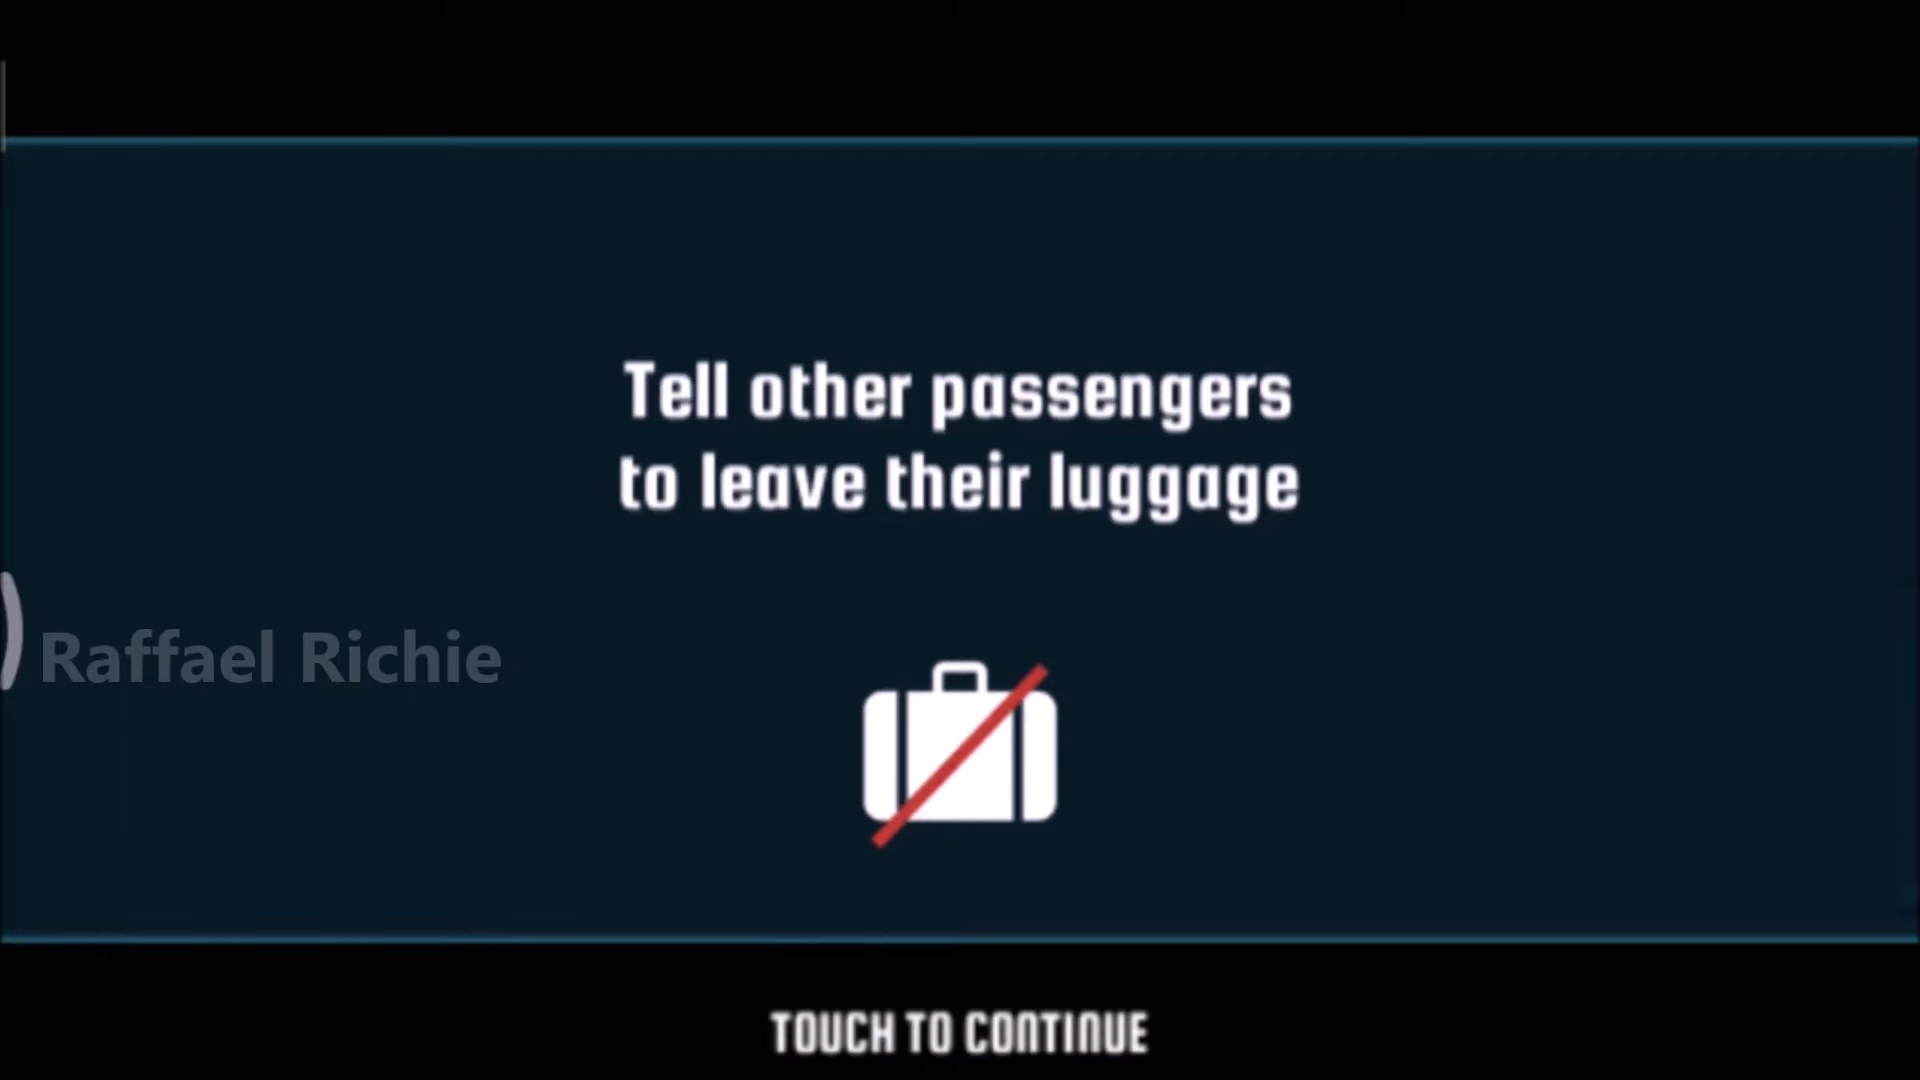 Tell other passengers
to leave their luggage
Raffael Richie
TOUCH TO CONTINUE